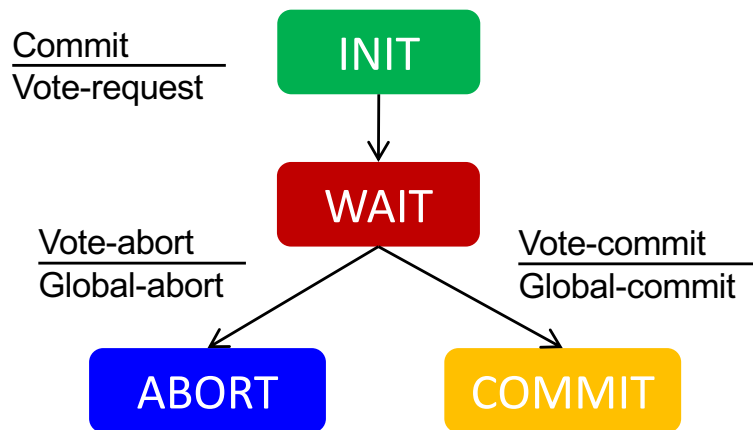 Commit
Vote-request
INIT
WAIT
Vote-abort
Global-abort
Vote-commit
Global-commit
ABORT
COMMIT